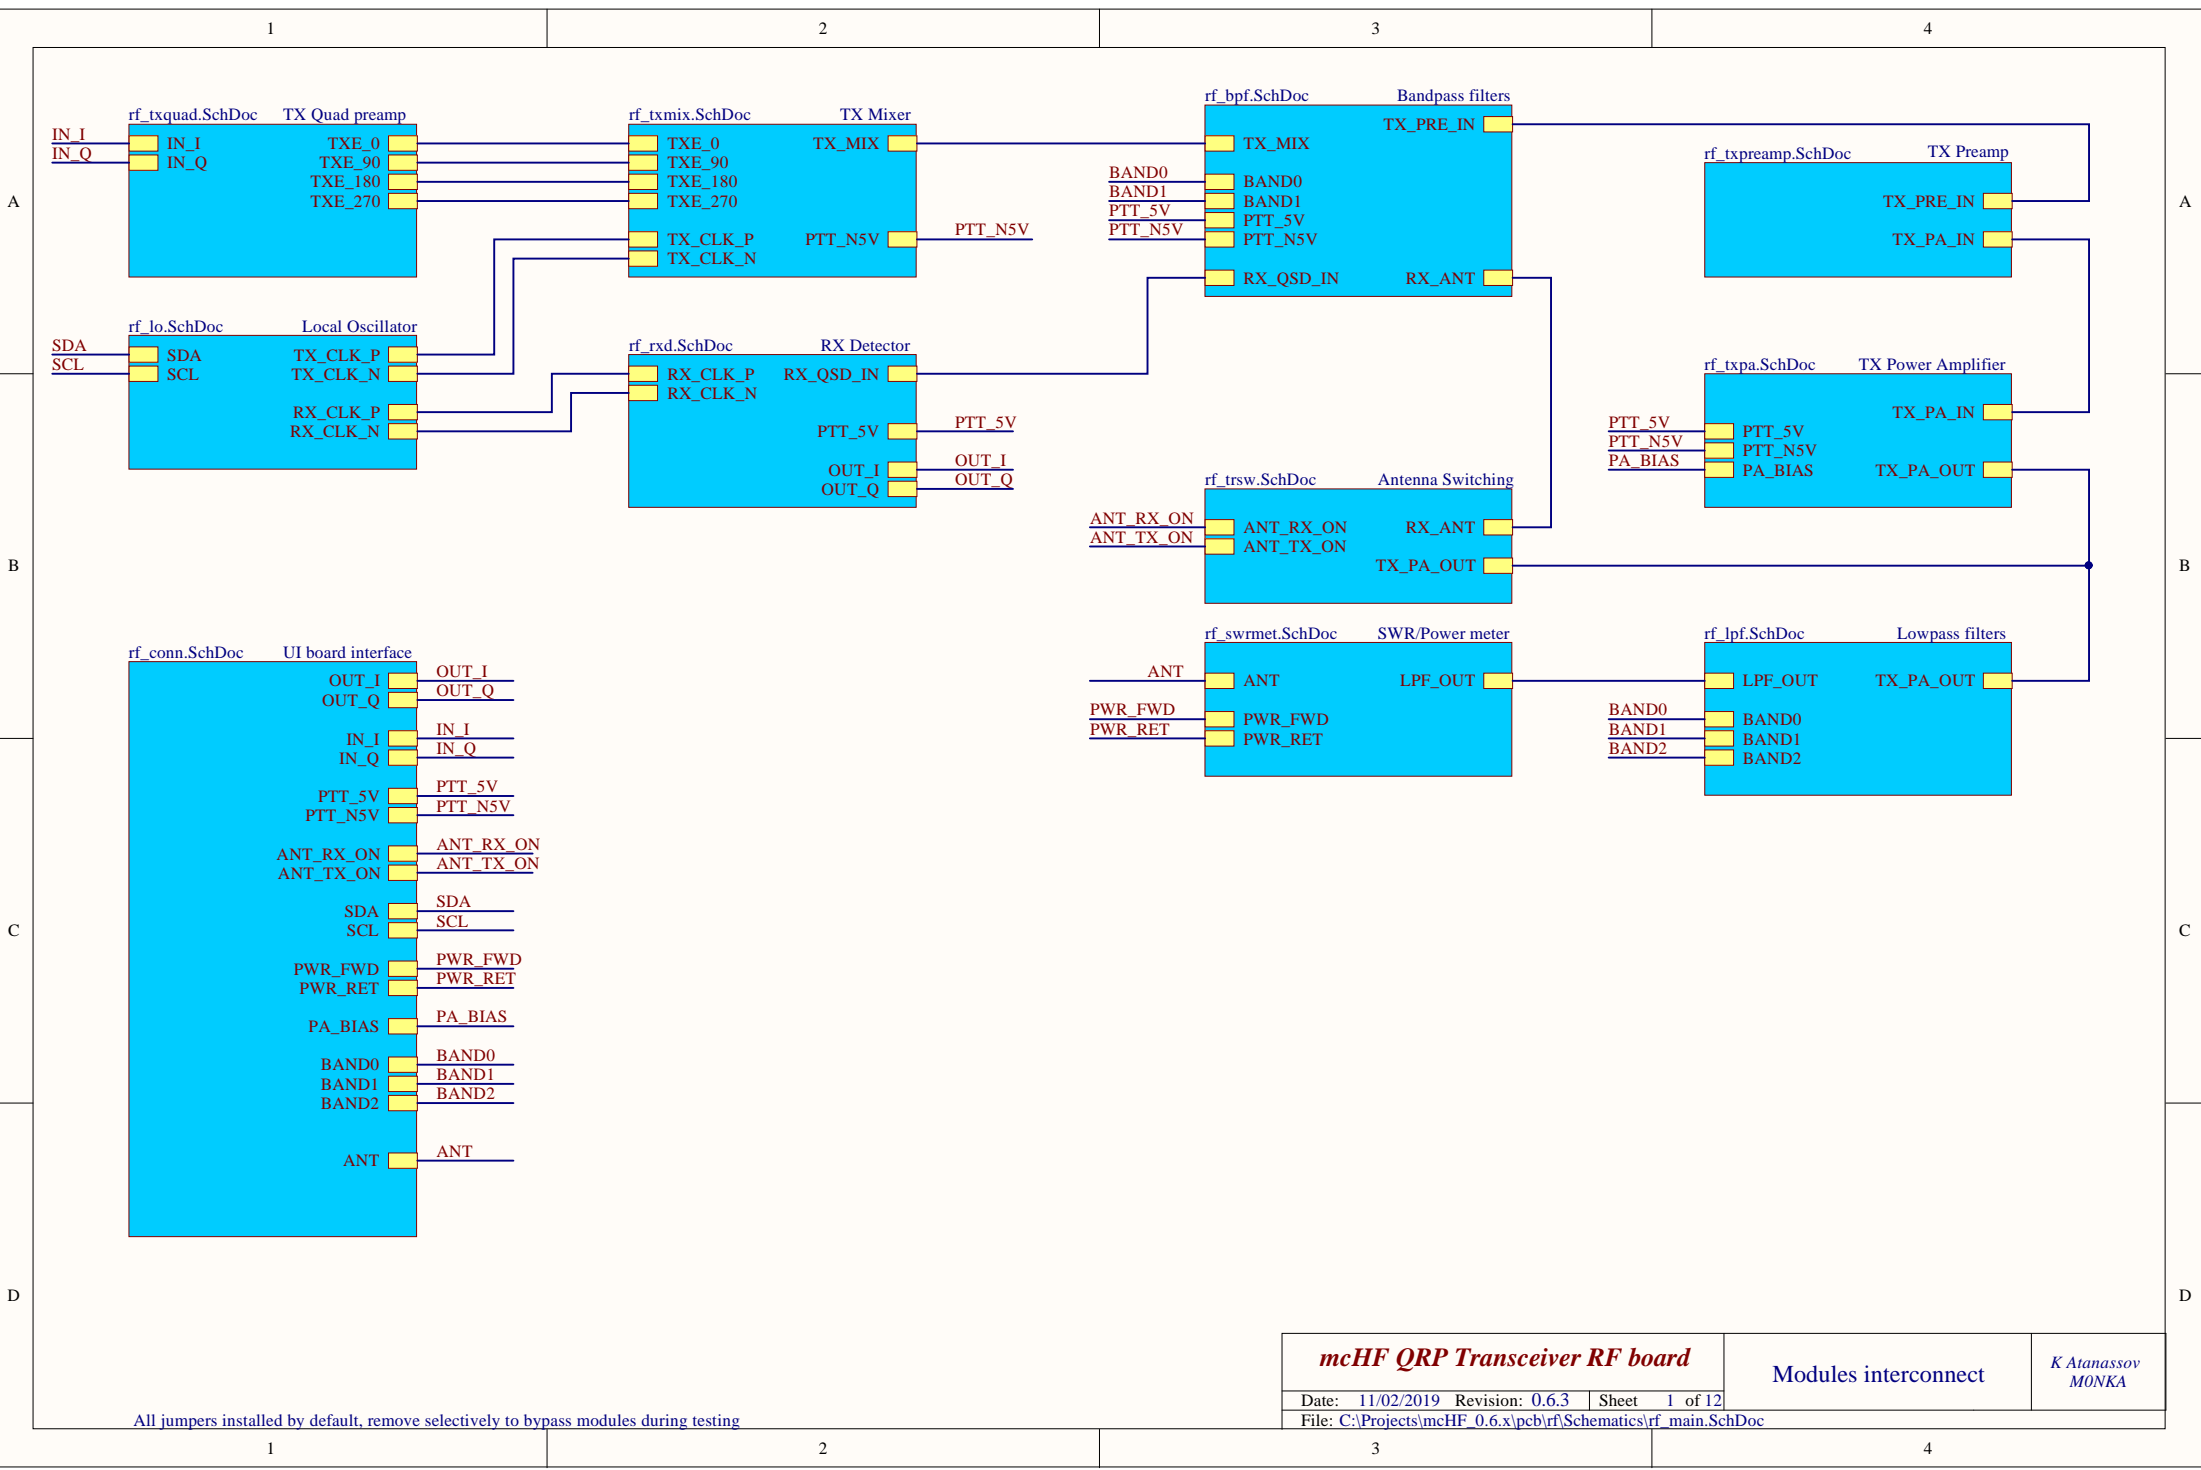 1 2 3 4
A A
B B
C C
D D
rf_txquad.SchDoc TX Quad preamp
IN_I
IN_Q
IN_I TXE_0
IN_Q TXE_90
TXE_180
TXE_270
rf_txmix.SchDoc TX Mixer
TXE_0 TX_MIX
TXE_90
TXE_180
TXE_270
TX_CLK_P PTT_N5V
TX_CLK_N
PTT_N5V
rf_bpf.SchDoc Bandpass filters
TX_PRE_IN
TX_MIX
BAND0
BAND1
PTT_5V
PTT_N5V
BAND0
BAND1
PTT_5V
PTT_N5V
RX_QSD_IN RX_ANT
rf_txpreamp.SchDoc TX Preamp
TX_PRE_IN
TX_PA_IN
rf_lo.SchDoc Local Oscillator
SDA
SCL
SDA TX_CLK_P
SCL TX_CLK_N
RX_CLK_P
RX_CLK_N
rf_rxd.SchDoc RX Detector
RX_CLK_P RX_QSD_IN
RX_CLK_N
PTT_5V
OUT_I
OUT_Q
PTT_5V
OUT_I
OUT_Q
rf_txpa.SchDoc TX Power Amplifier
TX_PA_IN
PTT_5V
PTT_N5V
PA_BIAS
PTT_5V
PTT_N5V
PA_BIAS TX_PA_OUT
rf_trsw.SchDoc Antenna Switching
ANT_RX_ON
ANT_TX_ON
ANT_RX_ON RX_ANT
ANT_TX_ON
TX_PA_OUT
rf_swrmet.SchDoc SWR/Power meter
ANT
PWR_FWD
PWR_RET
ANT LPF_OUT
PWR_FWD
PWR_RET
rf_lpf.SchDoc Lowpass filters
LPF_OUT TX_PA_OUT
BAND0
BAND1
BAND2
BAND0
BAND1
BAND2
rf_conn.SchDoc UI board interface
OUT_I OUT_I
OUT_Q OUT_Q
IN_I IN_I
IN_Q IN_Q
PTT_5V PTT_5V
PTT_N5V PTT_N5V
ANT_RX_ON ANT_RX_ON
ANT_TX_ON ANT_TX_ON
SDA SDA
SCL SCL
PWR_FWD PWR_FWD
PWR_RET PWR_RET
PA_BIAS PA_BIAS
BAND0 BAND0
BAND1 BAND1
BAND2 BAND2
ANT ANT
All jumpers installed by default, remove selectively to bypass modules during testing
mcHF QRP Transceiver RF board
Modules interconnect
K Atanassov
M0NKA
Date: 11/02/2019 Revision: 0.6.3 Sheet 1 of 12
File: C:\Projects\mcHF_0.6.x\pcb\rf\Schematics\rf_main.SchDoc
1 2 3 4